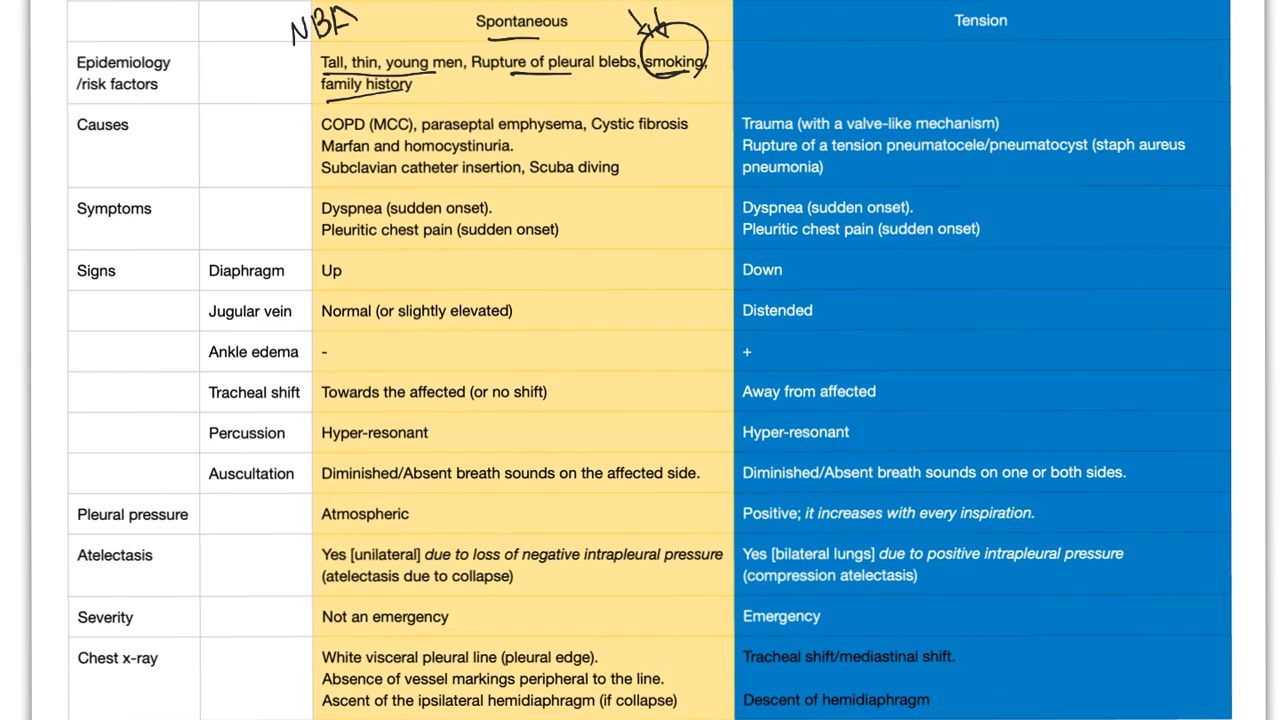 NBA
Spontaneous Tension
Epidemiology Tall, thin, young men, Rupture of pleural blebs, smoking,
/risk factors family history
Causes COPD (MCC), paraseptal emphysema, Cystic fibrosis Trauma (with a valve-like mechanism)
Marfan and homocystinuria. Rupture of a tension pneumatocele/pneumatocyst (staph aureus
Subclavian catheter insertion, Scuba diving pneumonia)
Symptoms Dyspnea (sudden onset). Dyspnea (sudden onset).
Pleuritic chest pain (sudden onset) Pleuritic chest pain (sudden onset)
Signs Diaphragm Up Down
Jugular vein Normal (or slightly elevated) Distended
Ankle edema - +
Tracheal shift Towards the affected (or no shift) Away from affected
Percussion Hyper-resonant Hyper-resonant
Auscultation Diminished/Absent breath sounds on the affected side. Diminished/Absent breath sounds on one or both sides.
Pleural pressure Atmospheric Positive; it increases with every inspiration.
Atelectasis Yes [unilateral] due to loss of negative intrapleural pressure Yes [bilateral lungs] due to positive intrapleural pressure
(atelectasis due to collapse) (compression atelectasis)
Severity Not an emergency Emergency
Chest x-ray White visceral pleural line (pleural edge). Tracheal shift/mediastinal shift.
Absence of vessel markings peripheral to the line.
Ascent of the ipsilateral hemidiaphragm (if collapse) Descent of hemidiaphragm